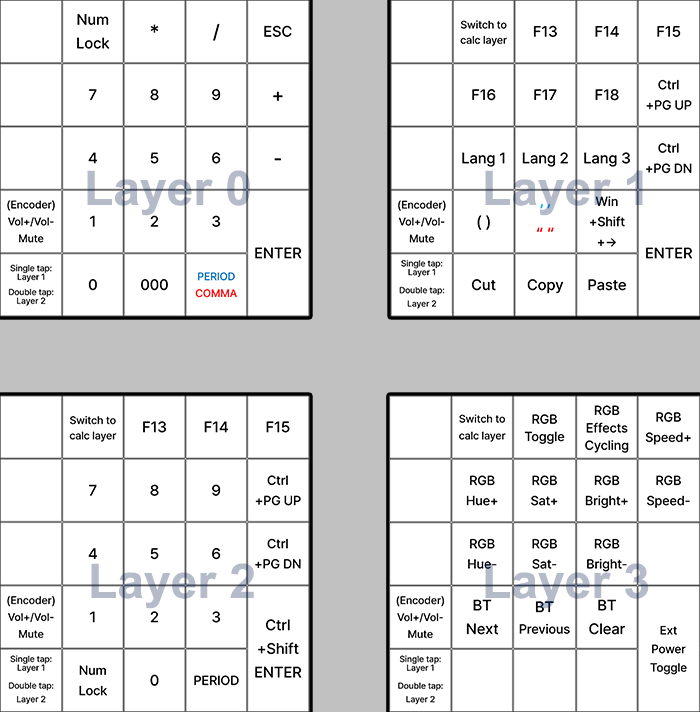 Num
Lock
*
/
ESC
7
8
9
+
4
5
6
-
Layer 0
(Encoder)
Vol+/Vol-
Mute
1
2
3
ENTER
Single tap:
Layer 1
Double tap:
Layer 2
0
000
PERIOD
COMMA
Switch to
calc layer
F13
F14
F15
F16
F17
F18
Ctrl
+PG UP
Lang 1
Lang 2
Lang 3
Ctrl
+PG DN
Layer 1
(Encoder)
Vol+/Vol-
Mute
( )
’ ’
“ “
Win
+Shift
+→
ENTER
Single tap:
Layer 1
Double tap:
Layer 2
Cut
Copy
Paste
Switch to
calc layer
F13
F14
F15
7
8
9
Ctrl
+PG UP
4
5
6
Ctrl
+PG DN
Layer 2
(Encoder)
Vol+/Vol-
Mute
1
2
3
Ctrl
+Shift
ENTER
Single tap:
Layer 1
Double tap:
Layer 2
Num
Lock
0
PERIOD
Switch to
calc layer
RGB
Toggle
RGB
Effects
Cycling
RGB
Speed+
RGB
Hue+
RGB
Sat+
RGB
Bright+
RGB
Speed-
RGB
Hue-
RGB
Sat-
RGB
Bright-
Layer 3
(Encoder)
Vol+/Vol-
Mute
BT
Next
BT
Previous
BT
Clear
Ext
Power
Toggle
Single tap:
Layer 1
Double tap:
Layer 2